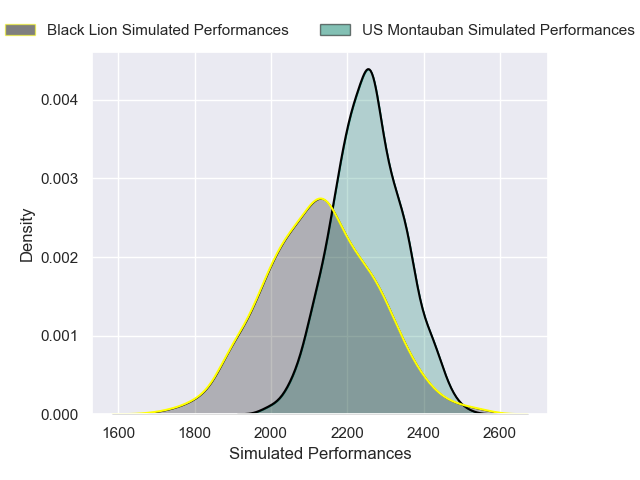 Black Lion Simulated Performances US Montauban Simulated Performances
0.004
0.003
0.002
0.001
0.000
Density
1600 1800 2000 2200 2400 2600
Simulated Performances